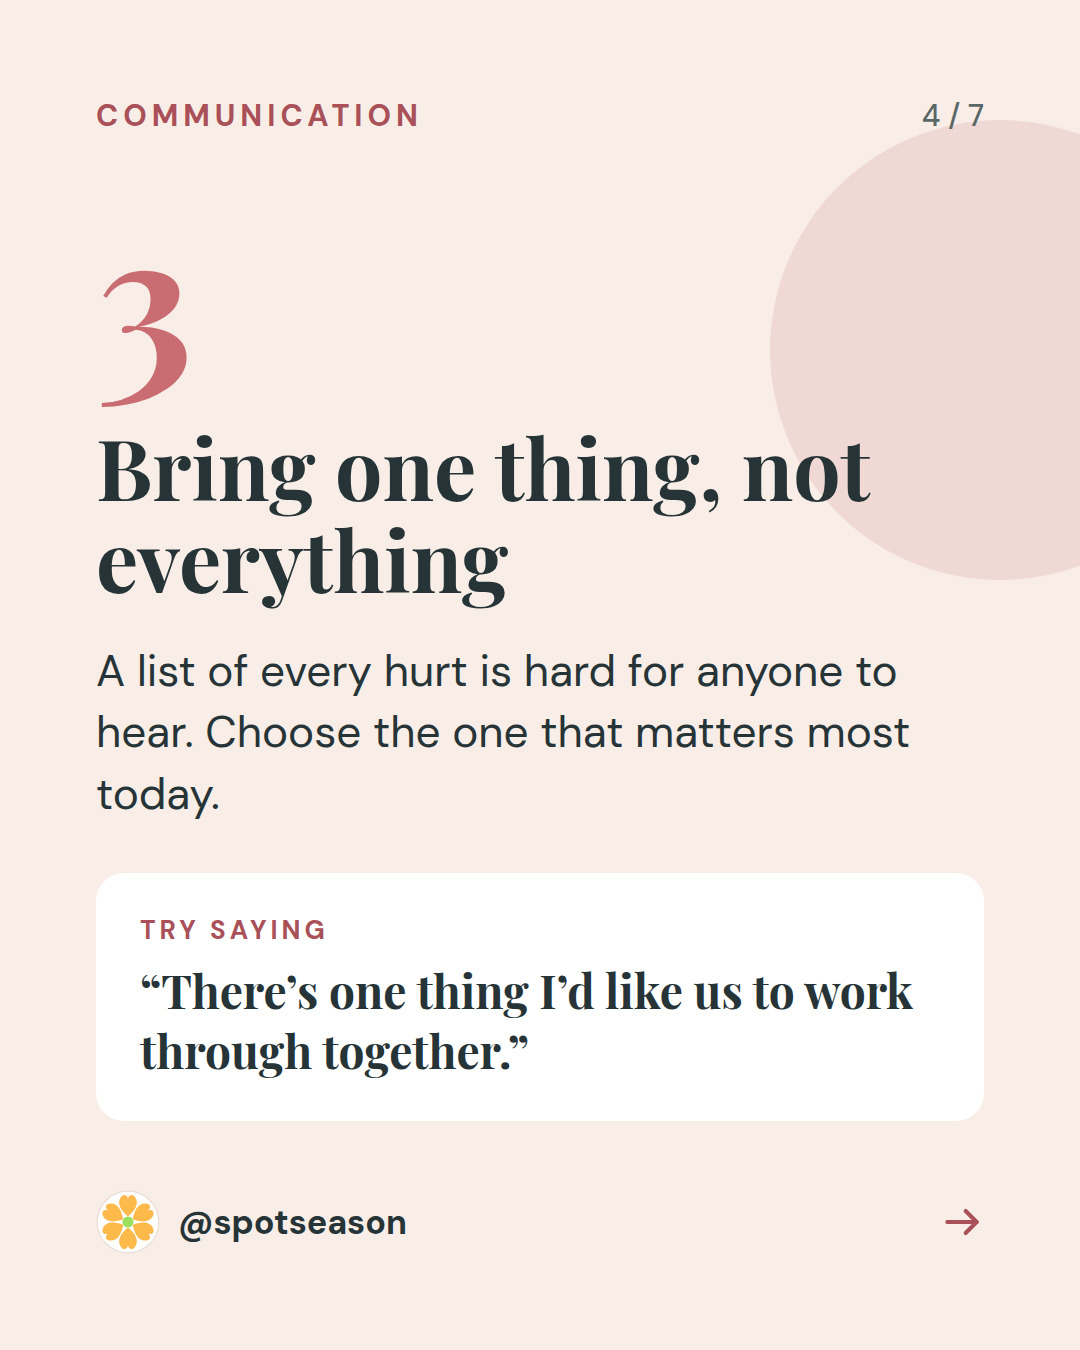 COMMUNICATION
4 / 7
3
Bring one thing, not
everything
A list of every hurt is hard for anyone to
hear. Choose the one that matters most
today.
TRY SAYING
“There’s one thing I’d like us to work
through together.”
@spotseason